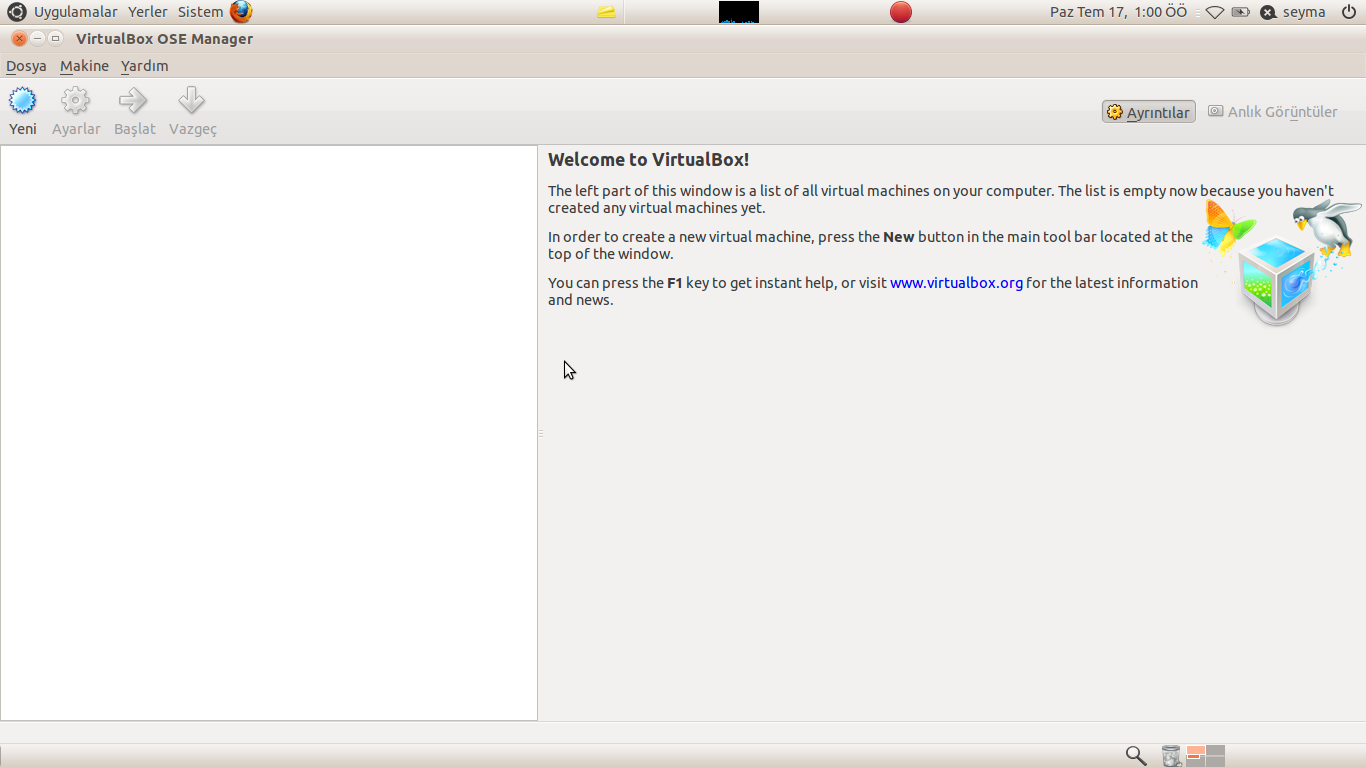 Uygulamalar Yerler Sistem Paz Tem 17, 1:00 ÖÖ seyma
VirtualBox OSE Manager
Dosya Makine Yardım
Yeni Ayarlar Başlat Vazgeç Ayrıntılar Anlık Görüntüler
Welcome to VirtualBox!
The left part of this window is a list of all virtual machines on your computer. The list is empty now because you haven't
created any virtual machines yet.
In order to create a new virtual machine, press the New button in the main tool bar located at the
top of the window.
You can press the F1 key to get instant help, or visit www.virtualbox.org for the latest information
and news.